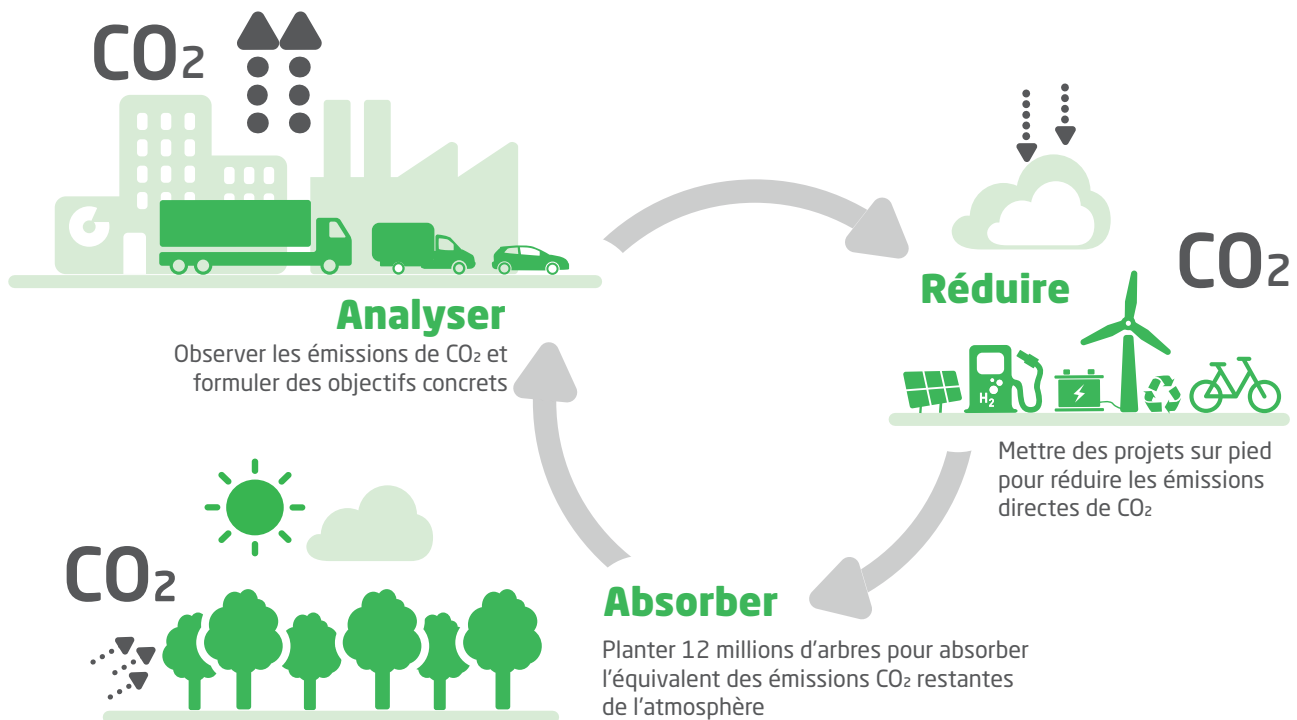 CO₂
Analyser
Observer les émissions de CO₂ et
formuler des objectifs concrets
CO₂
Réduire
H₂
Mettre des projets sur pied
pour réduire les émissions
directes de CO₂
CO₂
Absorber
Planter 12 millions d'arbres pour absorber
l'équivalent des émissions CO₂ restantes
de l'atmosphère